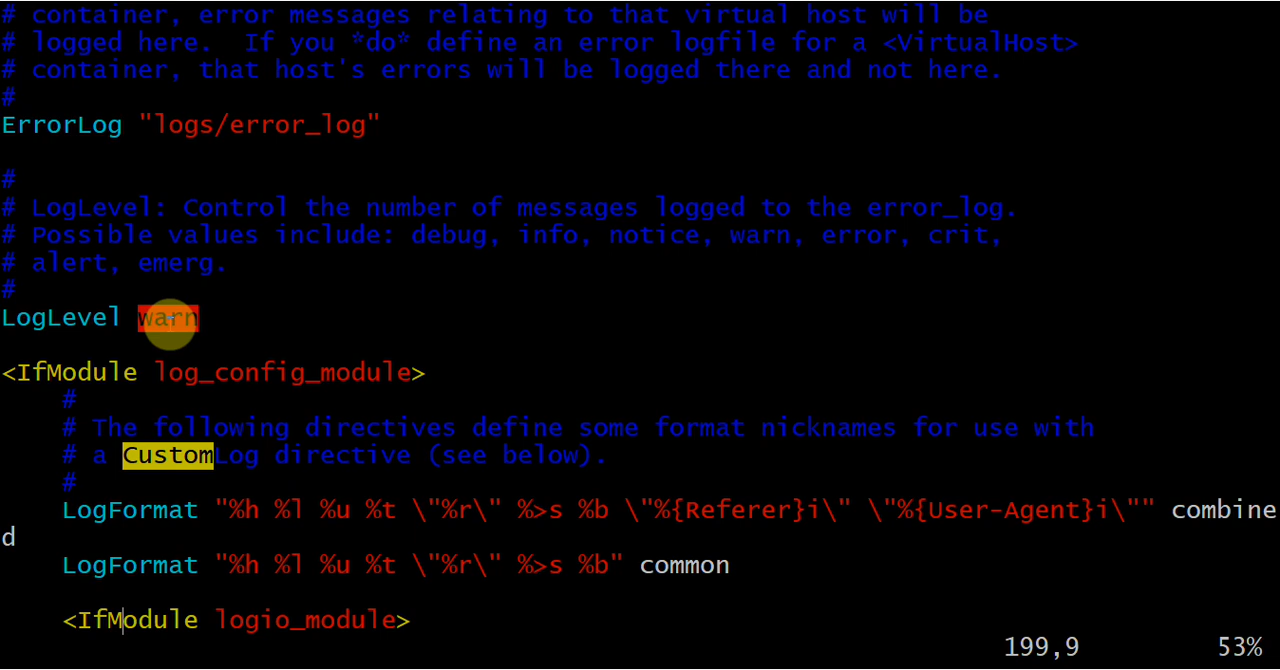 # container, error messages relating to that virtual host will be
# logged here.  If you *do* define an error logfile for a <VirtualHost>
# container, that host's errors will be logged there and not here.
#
ErrorLog "logs/error_log"
#
# LogLevel: Control the number of messages logged to the error_log.
# Possible values include: debug, info, notice, warn, error, crit,
# alert, emerg.
#
LogLevel warn
<IfModule log_config_module>
    #
    # The following directives define some format nicknames for use with
    # a CustomLog directive (see below).
    #
    LogFormat "%h %l %u %t \"%r\" %>s %b \"%{Referer}i\" \"%{User-Agent}i\"" combine
d
    LogFormat "%h %l %u %t \"%r\" %>s %b" common
    <IfModule logio_module>
199,9 53%